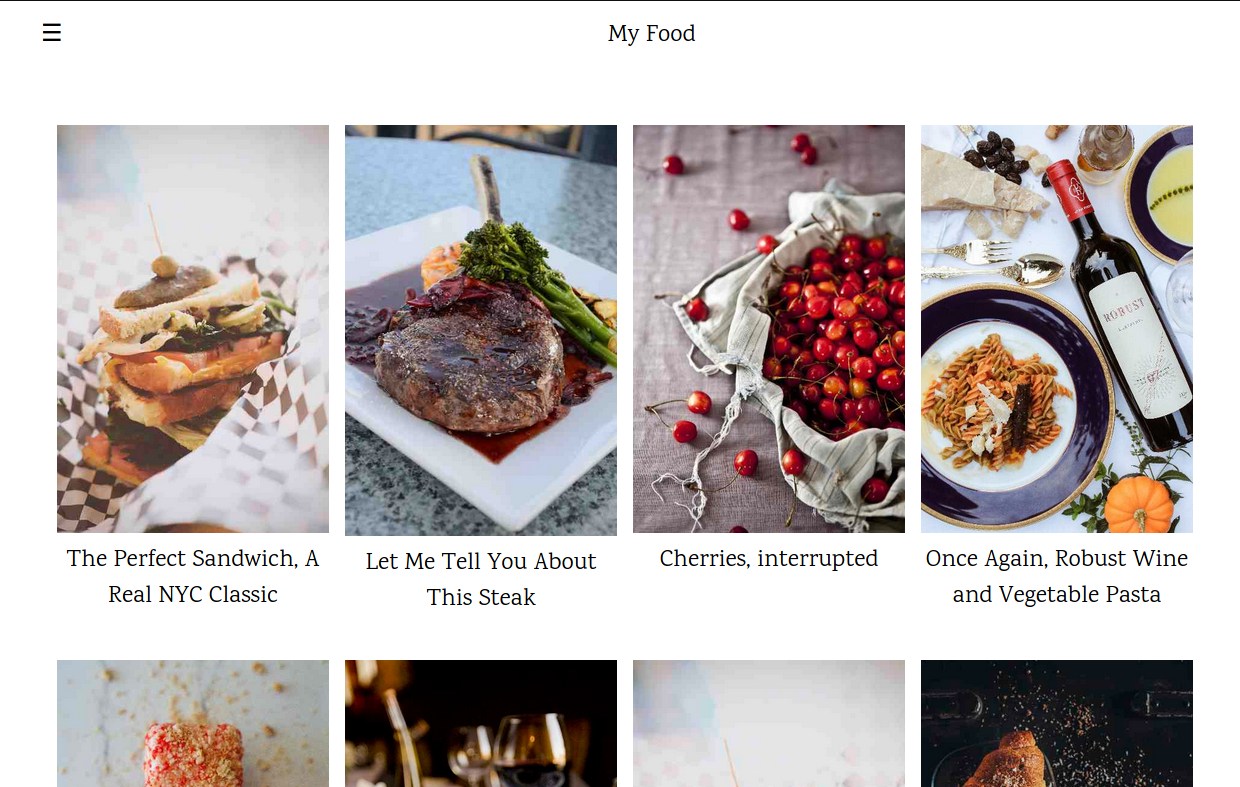 ☰ My Food
ROBUST
The Perfect Sandwich, A
Real NYC Classic
Let Me Tell You About
This Steak
Cherries, interrupted
Once Again, Robust Wine
and Vegetable Pasta